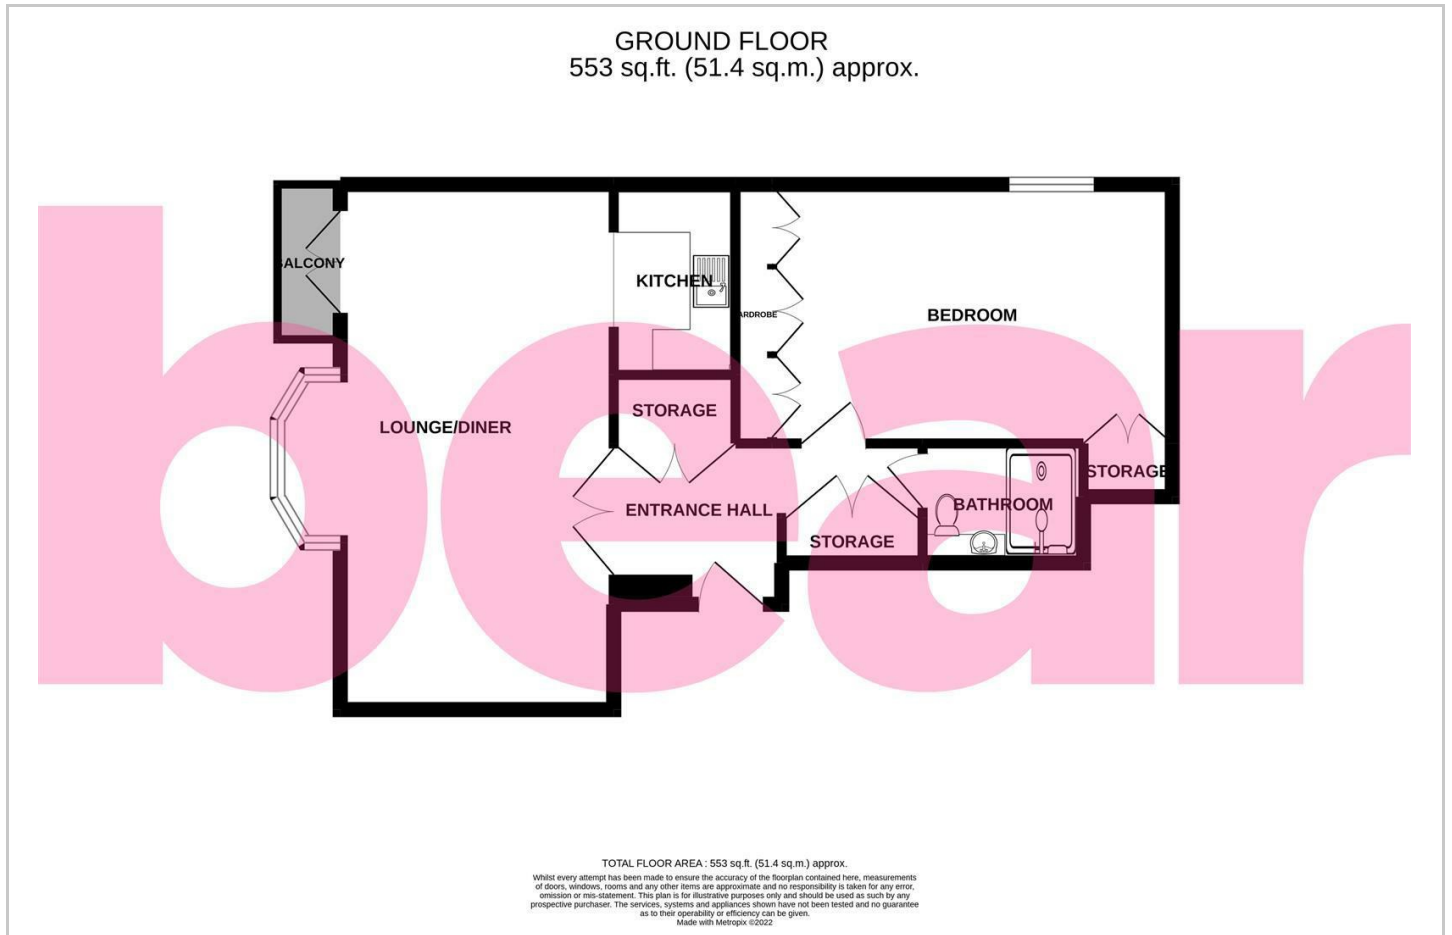 GROUND FLOOR
553 sq.ft. (51.4 sq.m.) approx.
BALCONY
KITCHEN
ARDROBE
BEDROOM
STORAGE
LOUNGE/DINER
STORAGE
ENTRANCE HALL
BATHROOM
STORAGE
bear
TOTAL FLOOR AREA : 553 sq.ft. (51.4 sq.m.) approx.
Whilst every attempt has been made to ensure the accuracy of the floorplan contained here, measurements
of doors, windows, rooms and any other items are approximate and no responsibility is taken for any error,
omission or mis-statement. This plan is for illustrative purposes only and should be used as such by any
prospective purchaser. The services, systems and appliances shown have not been tested and no guarantee
as to their operability or efficiency can be given.
Made with Metropix ©2022